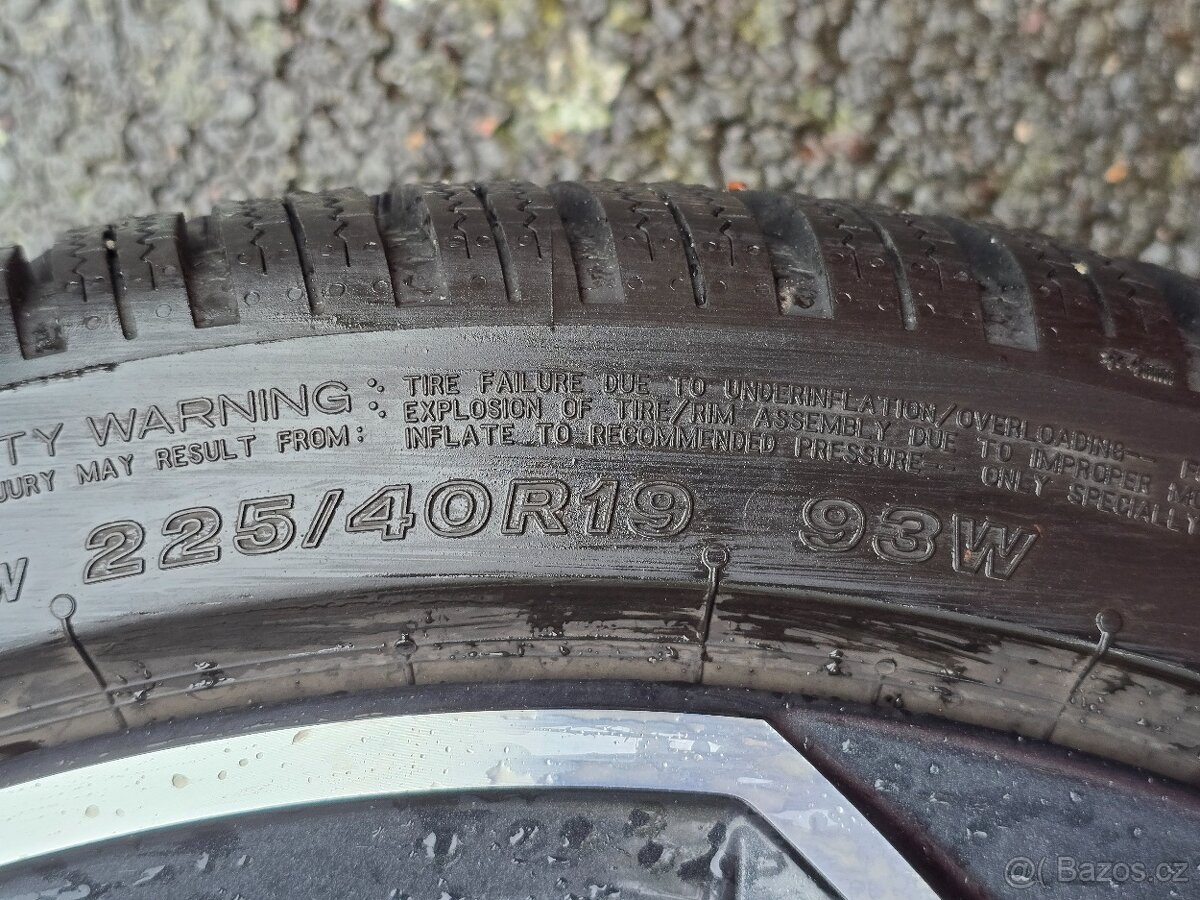 TY WARNING TIRE FAILURE DUE TO UNDERINFLATION/OVERLOADING—
EXPLOSION OF TIRE/RIM ASSEMBLY DUE TO IMPROPER
JURY MAY RESULT FROM: INFLATE TO RECOMMENDED PRESSURE— ONLY SPECIALLY
W 225/40R19 93W
@( Bazos.cz